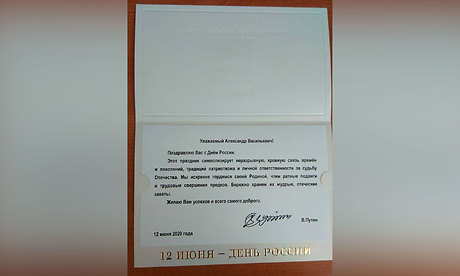 Уважаемый Александр Васильевич!
Поздравляю Вас с Днём России.
Этот праздник символизирует неразрывную, кровную связь времён
и поколений, традиций патриотизма и личной ответственности за судьбу
Отечества. Мы искренне гордимся своей Родиной, чтим ратные подвиги
и трудовые свершения предков. Бережно храним их мудрые, отеческие
заветы.
Желаю Вам успехов и всего самого доброго.
В.Путин
12 июня 2020 года
12 ИЮНЯ – ДЕНЬ РОССИИ